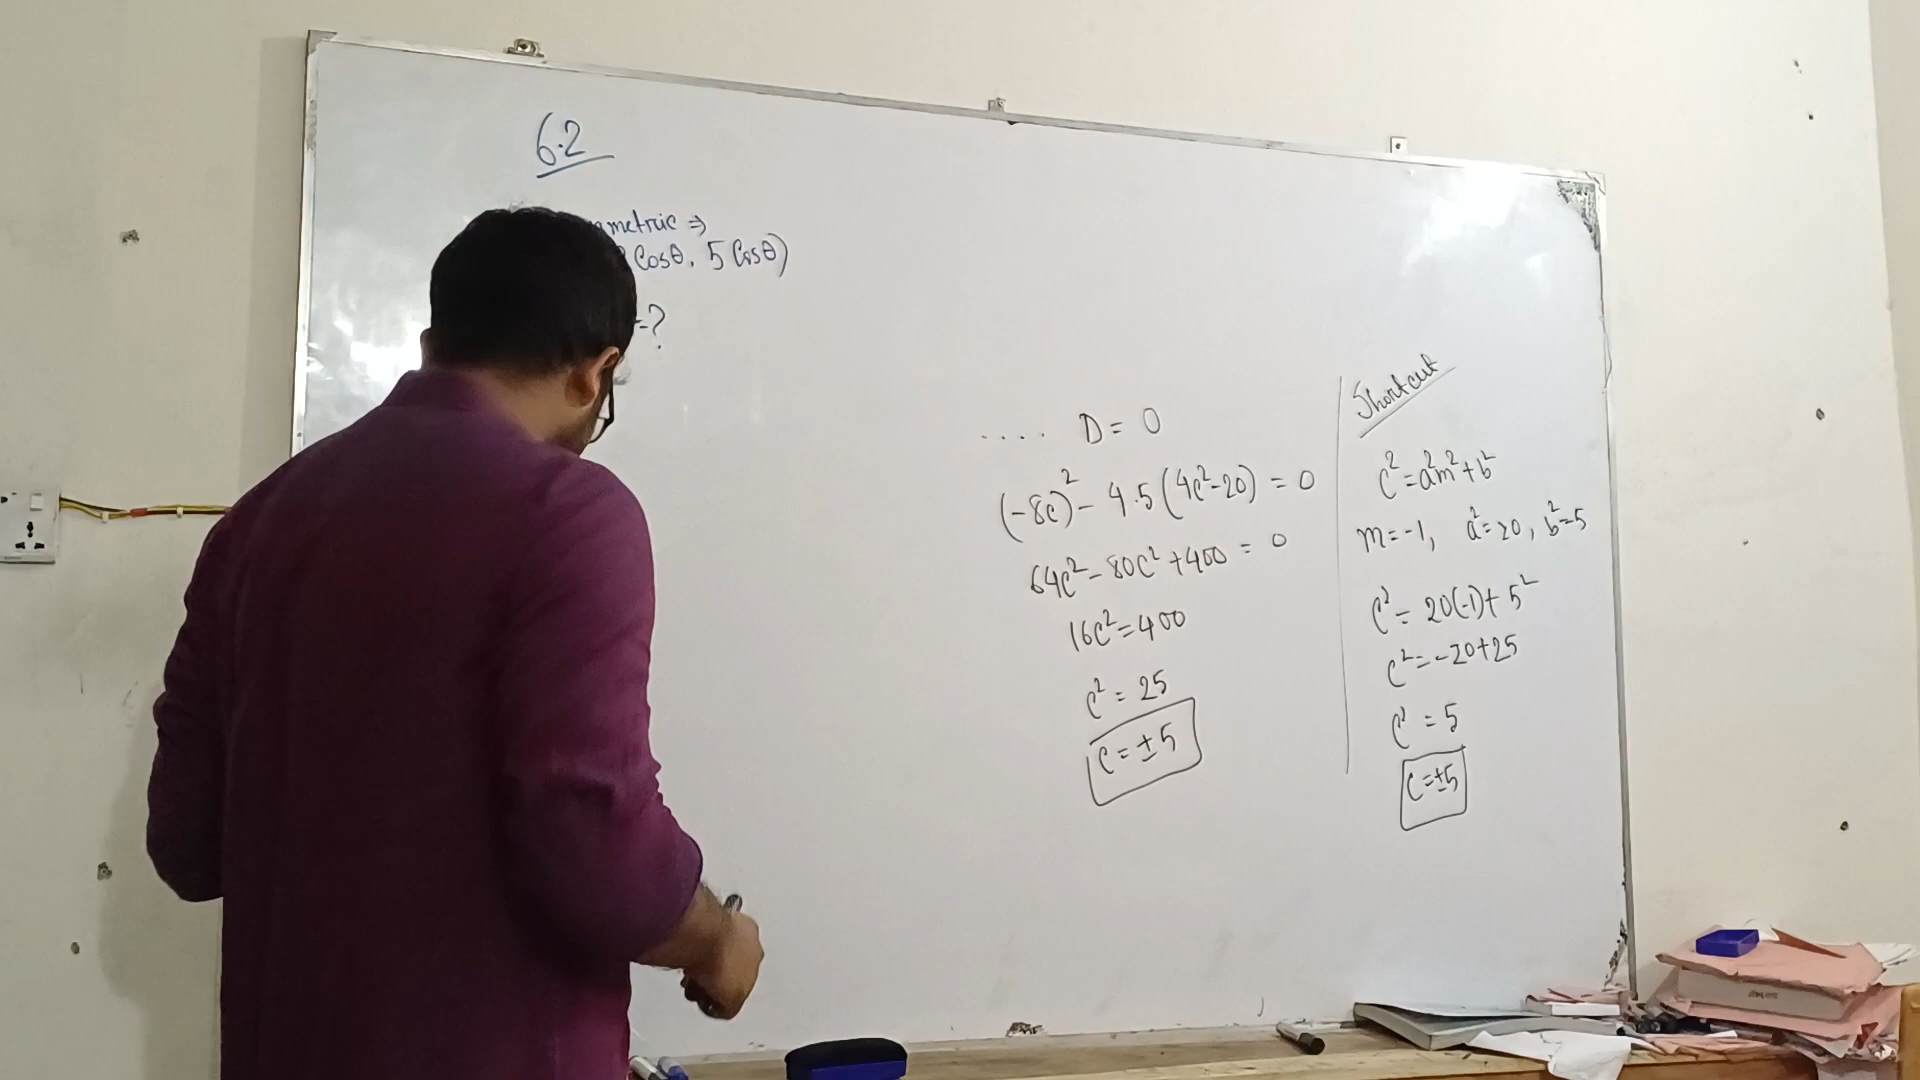 6.2
metric ⇒
Cosθ, 5 Cosθ)
=?
.... D = 0
(-8c)² - 4.5(4c²-20) = 0
64c² - 80c² + 400 = 0
16c² = 400
c² = 25
c = ± 5
Shortcut
c² = a²m² + b²
m = -1, a² = 20, b² = 5
c² = 20(-1) + 5²
c² = -20+25
c² = 5
c = ±5